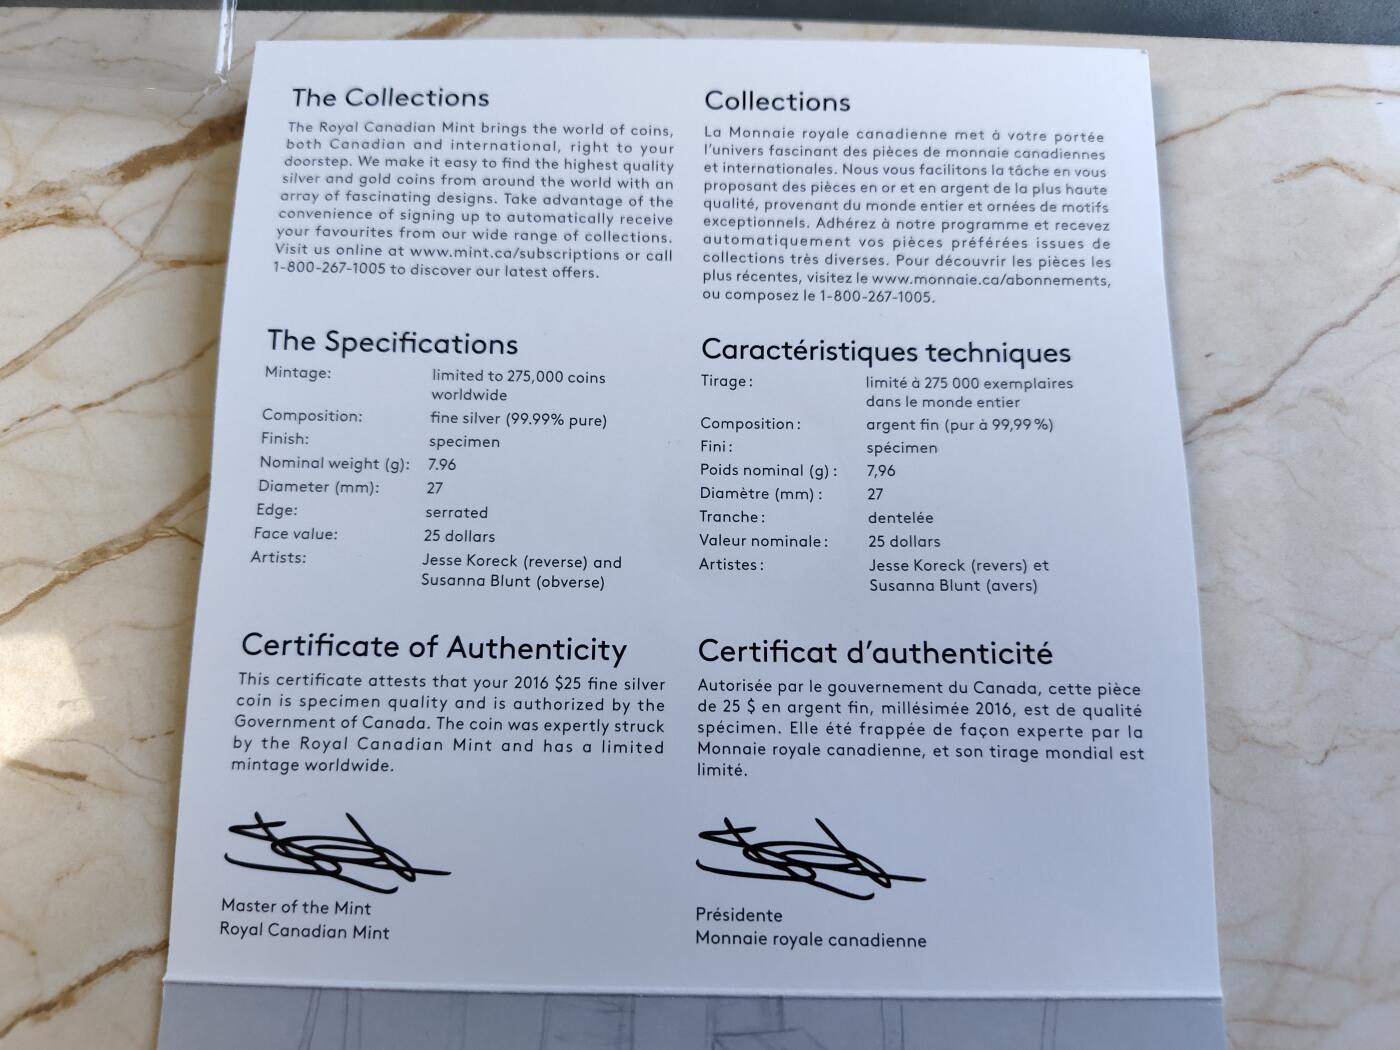 The Collections
The Royal Canadian Mint brings the world of coins,
both Canadian and international, right to your
doorstep. We make it easy to find the highest quality
silver and gold coins from around the world with an
array of fascinating designs. Take advantage of the
convenience of signing up to automatically receive
your favourites from our wide range of collections.
Visit us online at www.mint.ca/subscriptions or call
1-800-267-1005 to discover our latest offers.
The Specifications
Mintage: limited to 275,000 coins
worldwide
Composition: fine silver (99.99% pure)
Finish: specimen
Nominal weight (g): 7.96
Diameter (mm): 27
Edge: serrated
Face value: 25 dollars
Artists: Jesse Koreck (reverse) and
Susanna Blunt (obverse)
Certificate of Authenticity
This certificate attests that your 2016 $25 fine silver
coin is specimen quality and is authorized by the
Government of Canada. The coin was expertly struck
by the Royal Canadian Mint and has a limited
mintage worldwide.
Master of the Mint
Royal Canadian Mint
Collections
La Monnaie royale canadienne met à votre portée
l'univers fascinant des pièces de monnaie canadiennes
et internationales. Nous vous facilitons la tâche en vous
proposant des pièces en or et en argent de la plus haute
qualité, provenant du monde entier et ornées de motifs
exceptionnels. Adhérez à notre programme et recevez
automatiquement vos pièces préférées issues de
collections très diverses. Pour découvrir les pièces les
plus récentes, visitez le www.monnaie.ca/abonnements,
ou composez le 1-800-267-1005.
Caractéristiques techniques
Tirage : limité à 275 000 exemplaires
dans le monde entier
Composition : argent fin (pur à 99,99 %)
Fini : spécimen
Poids nominal (g) : 7,96
Diamètre (mm) : 27
Tranche : dentelée
Valeur nominale : 25 dollars
Artistes : Jesse Koreck (revers) et
Susanna Blunt (avers)
Certificat d'authenticité
Autorisée par le gouvernement du Canada, cette pièce
de 25 $ en argent fin, millésimée 2016, est de qualité
spécimen. Elle été frappée de façon experte par la
Monnaie royale canadienne, et son tirage mondial est
limité.
Présidente
Monnaie royale canadienne